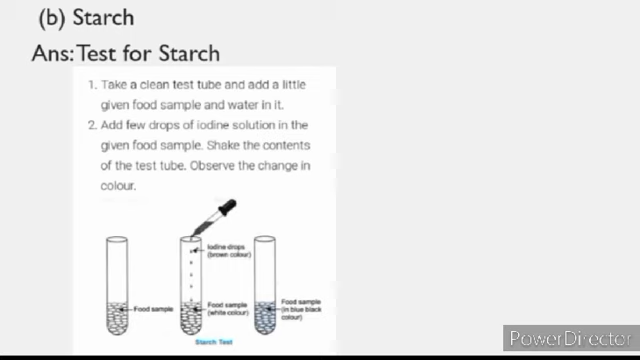 (b) Starch
Ans: Test for Starch
1. Take a clean test tube and add a little
given food sample and water in it.
2. Add few drops of iodine solution in the
given food sample. Shake the contents
of the test tube. Observe the change in
colour.
Iodine drops
(brown colour)
Food sample
Food sample
(white colour)
Food sample
(in blue black
colour)
Starch Test
PowerDirector